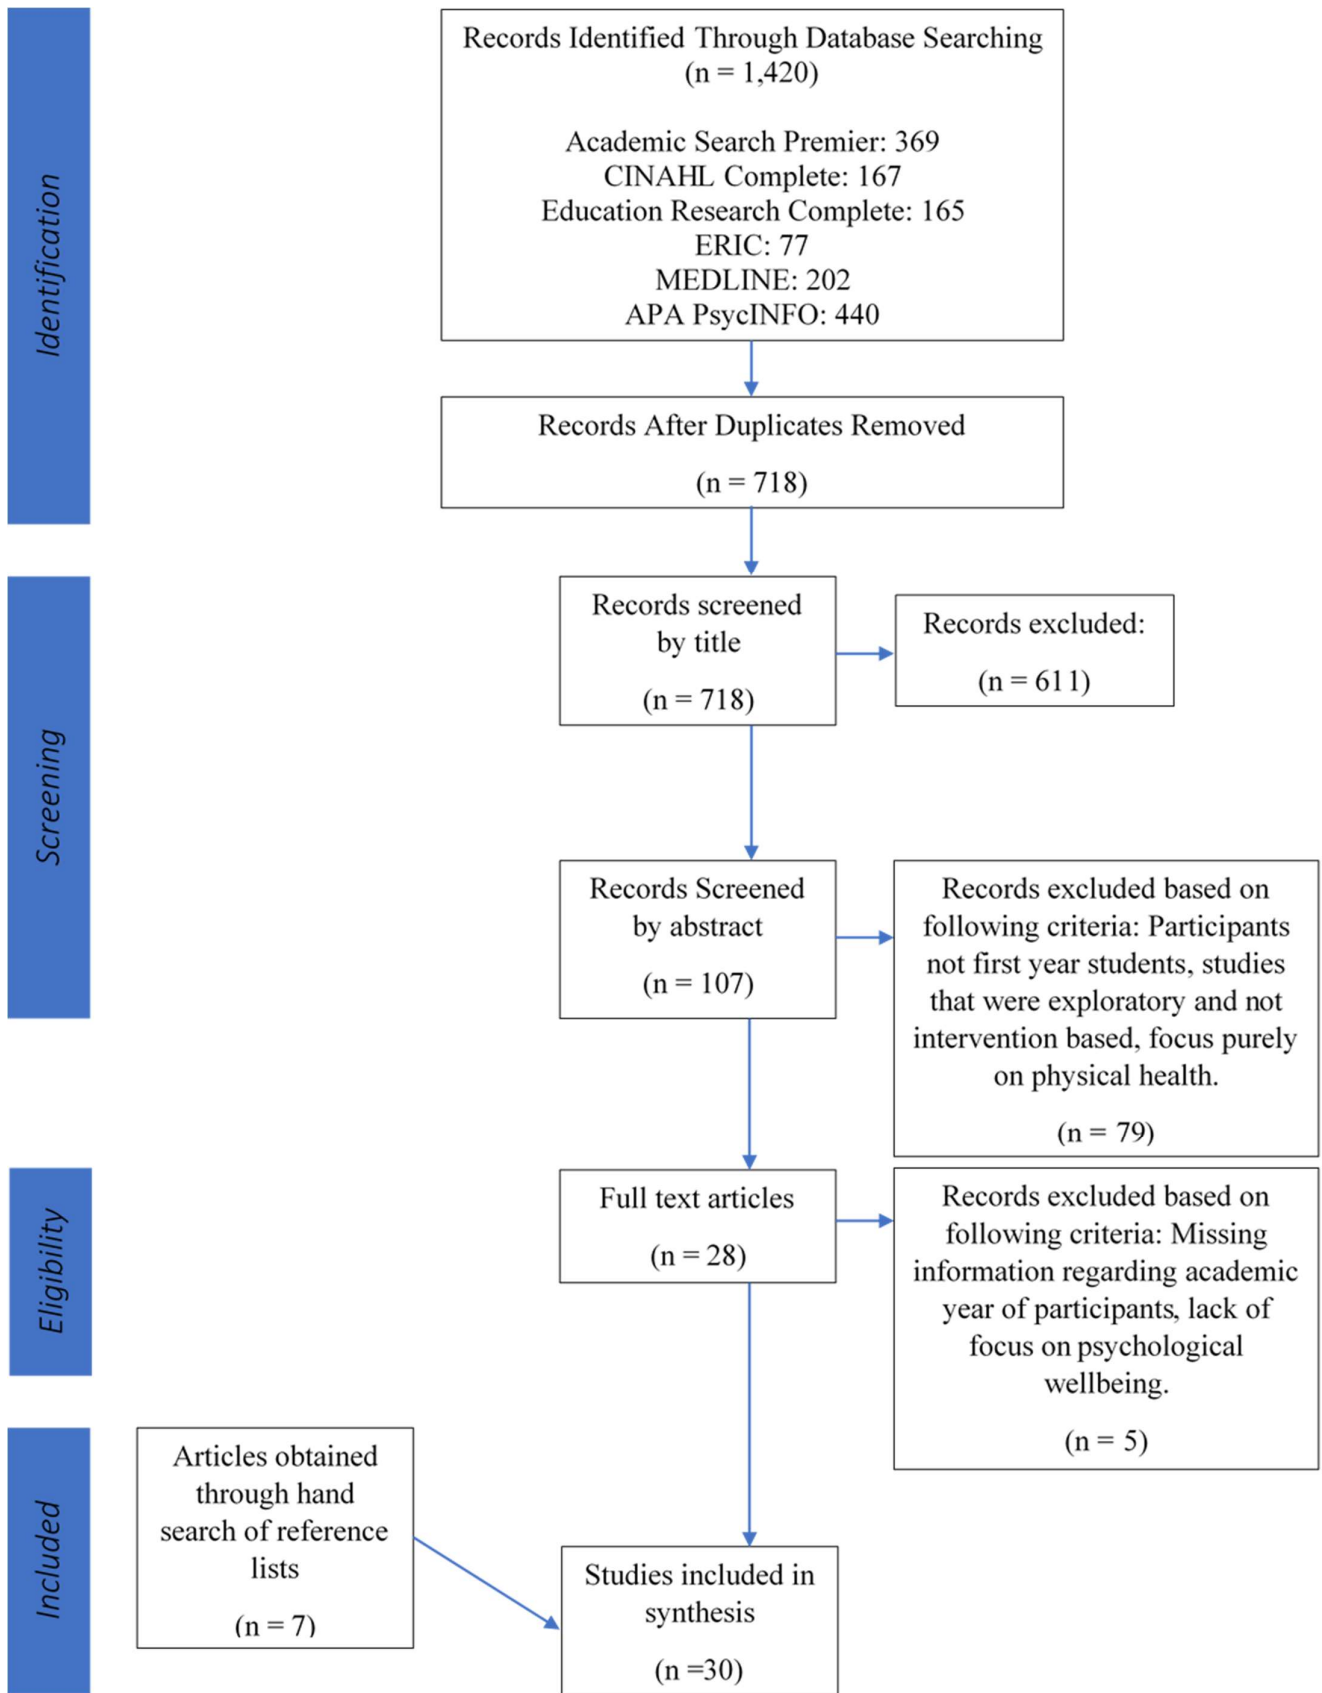 Identification
Records Identified Through Database Searching
(n = 1,420)
Academic Search Premier: 369
CINAHL Complete: 167
Education Research Complete: 165
ERIC: 77
MEDLINE: 202
APA PsycINFO: 440
Records After Duplicates Removed
(n = 718)
Screening
Records screened
by title
(n = 718)
Records excluded:
(n = 611)
Records Screened
by abstract
(n = 107)
Records excluded based on
following criteria: Participants
not first year students, studies
that were exploratory and not
intervention based, focus purely
on physical health.
(n = 79)
Eligibility
Full text articles
(n = 28)
Records excluded based on
following criteria: Missing
information regarding academic
year of participants, lack of
focus on psychological
wellbeing.
(n = 5)
Included
Articles obtained
through hand
search of reference
lists
(n = 7)
Studies included in
synthesis
(n =30)